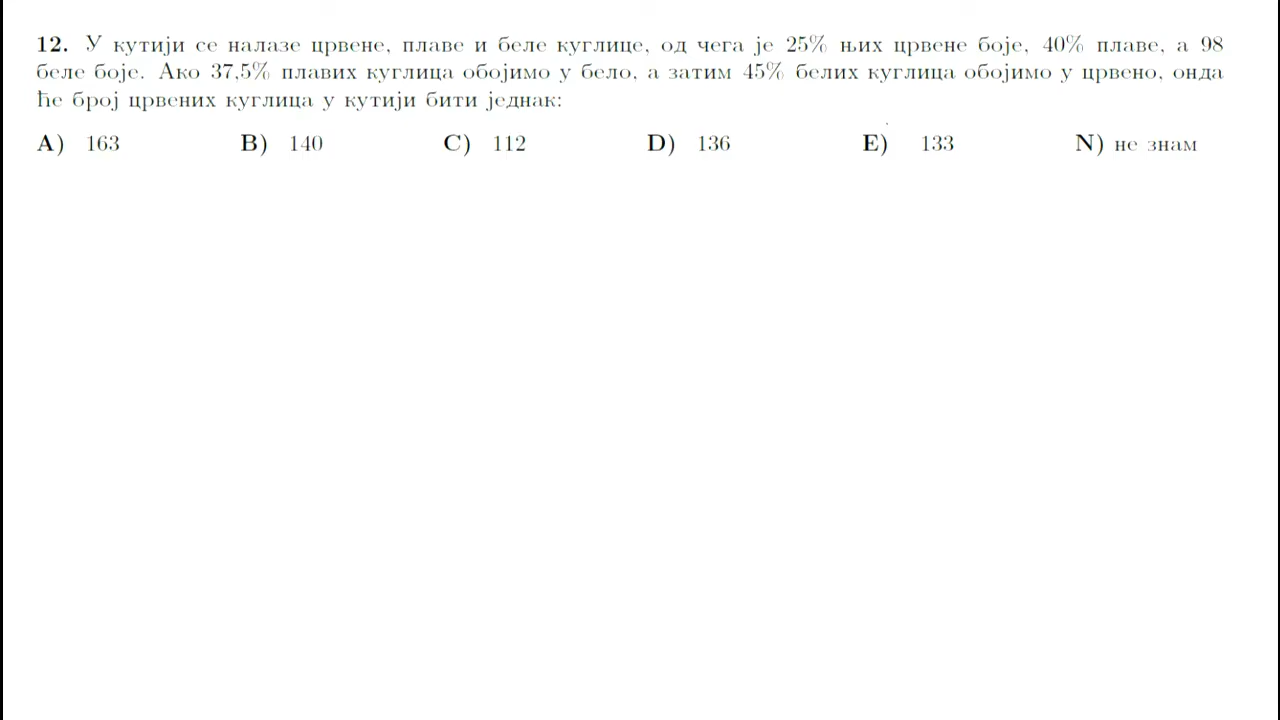 12. У кутији се налазе црвене, плаве и беле куглице, од чега је 25% њих црвене боје, 40% плаве, а 98
беле боје. Ако 37,5% плавих куглица обојимо у бело, а затим 45% белих куглица обојимо у црвено, онда
ће број црвених куглица у кутији бити једнак:
A) 163 B) 140 C) 112 D) 136 E) 133 N) не знам